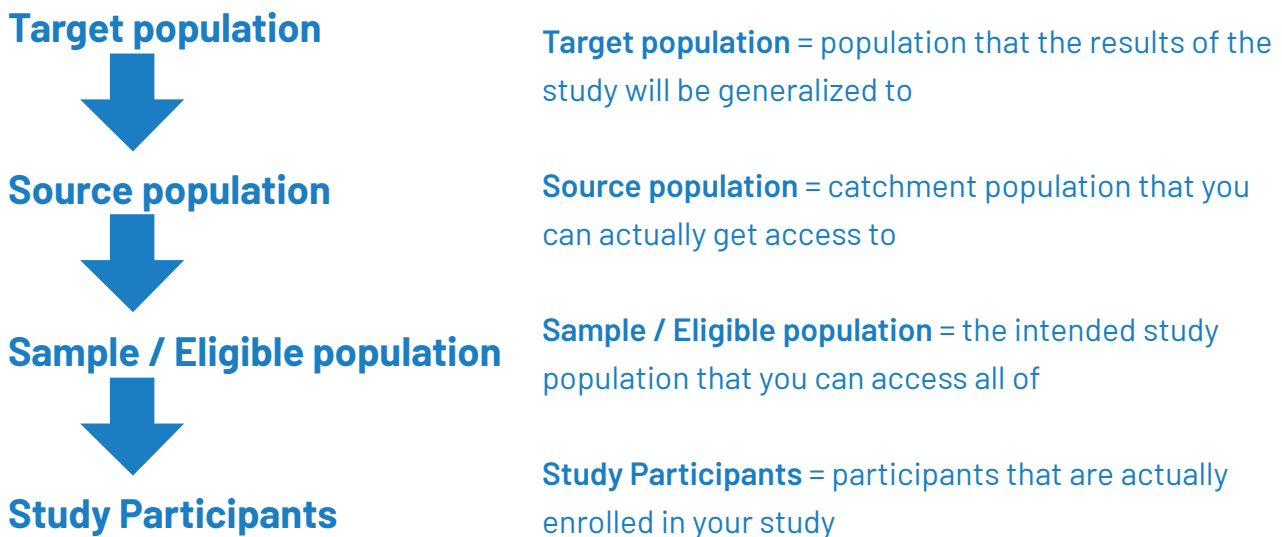 Target population
Source population
Sample / Eligible population
Study Participants
Target population = population that the results of the
study will be generalized to
Source population = catchment population that you
can actually get access to
Sample / Eligible population = the intended study
population that you can access all of
Study Participants = participants that are actually
enrolled in your study